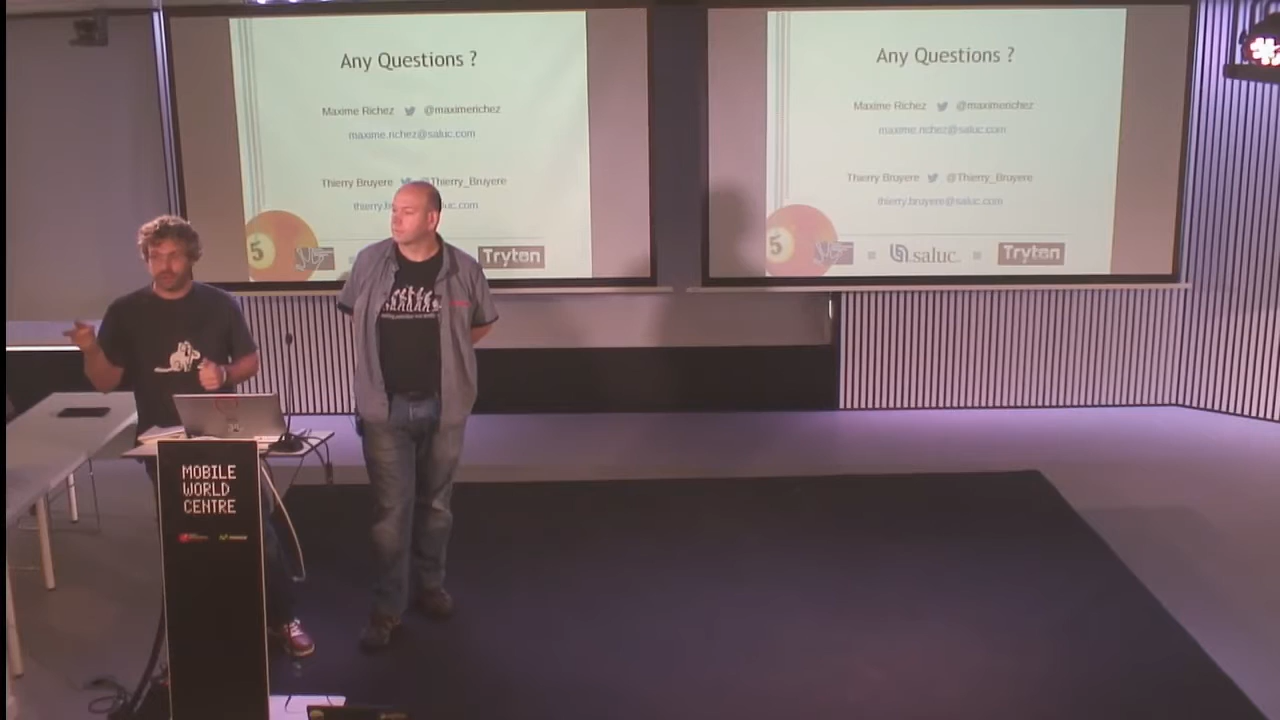 Any Questions ?
Maxime Richez @maximerichez
maxime.richez@saluc.com
Thierry Bruyere @Thierry_Bruyere
5
Tryton
Any Questions ?
Maxime Richez @maximerichez
maxime.richez@saluc.com
Thierry Bruyere @Thierry_Bruyere
thierry.bruyere@saluc.com
5
saluc
Tryton
MOBILE
WORLD
CENTRE